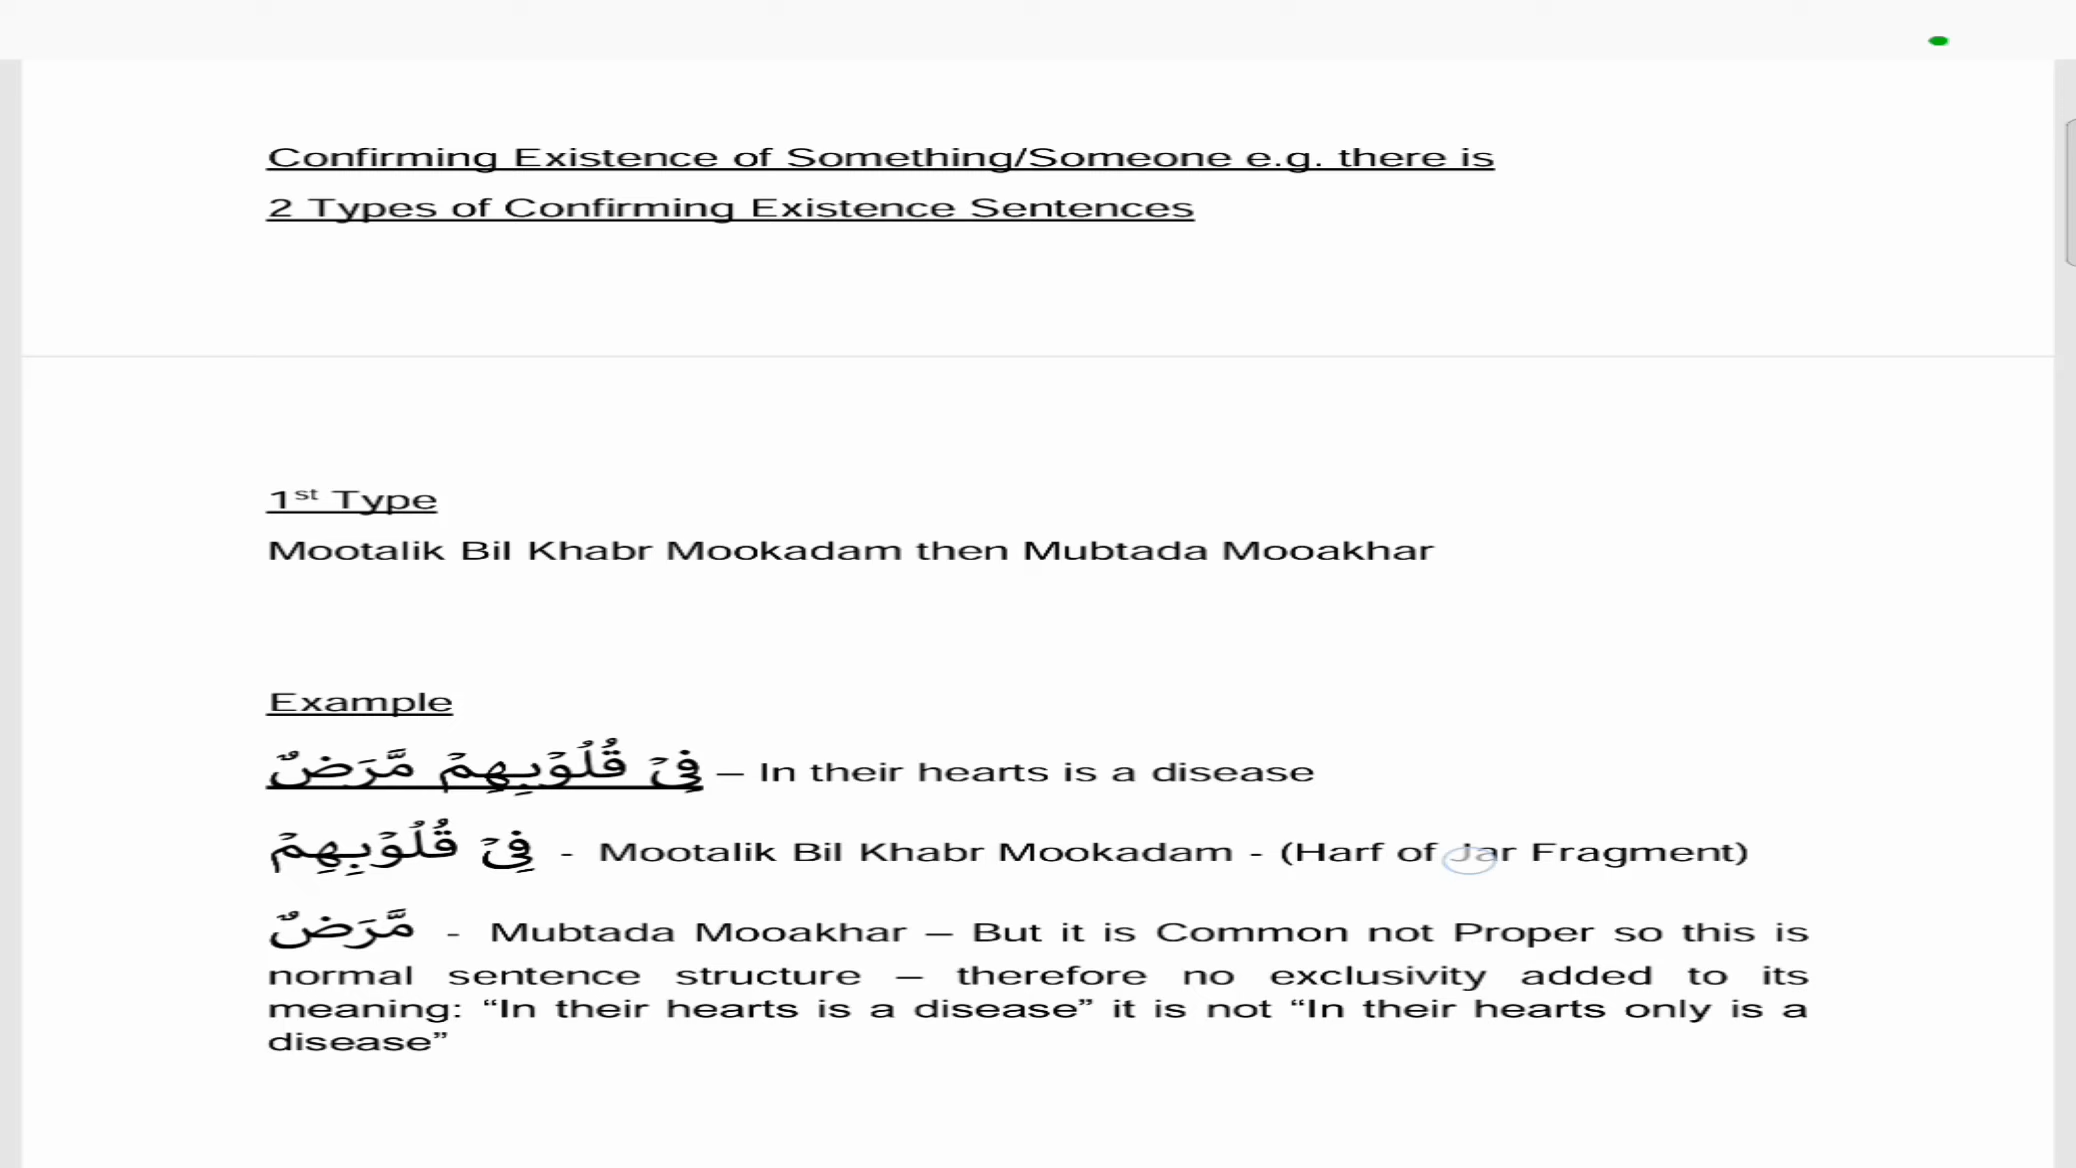 Confirming Existence of Something/Someone e.g. there is
2 Types of Confirming Existence Sentences
1st Type
Mootalik Bil Khabr Mookadam then Mubtada Mooakhar
Example
فِىۡ قُلُوۡبِهِمۡ مَّرَضٌ – In their hearts is a disease
فِىۡ قُلُوۡبِهِمۡ - Mootalik Bil Khabr Mookadam - (Harf of Jar Fragment)
مَّرَضٌ - Mubtada Mooakhar – But it is Common not Proper so this is
normal sentence structure – therefore no exclusivity added to its
meaning: “In their hearts is a disease” it is not “In their hearts only is a
disease”